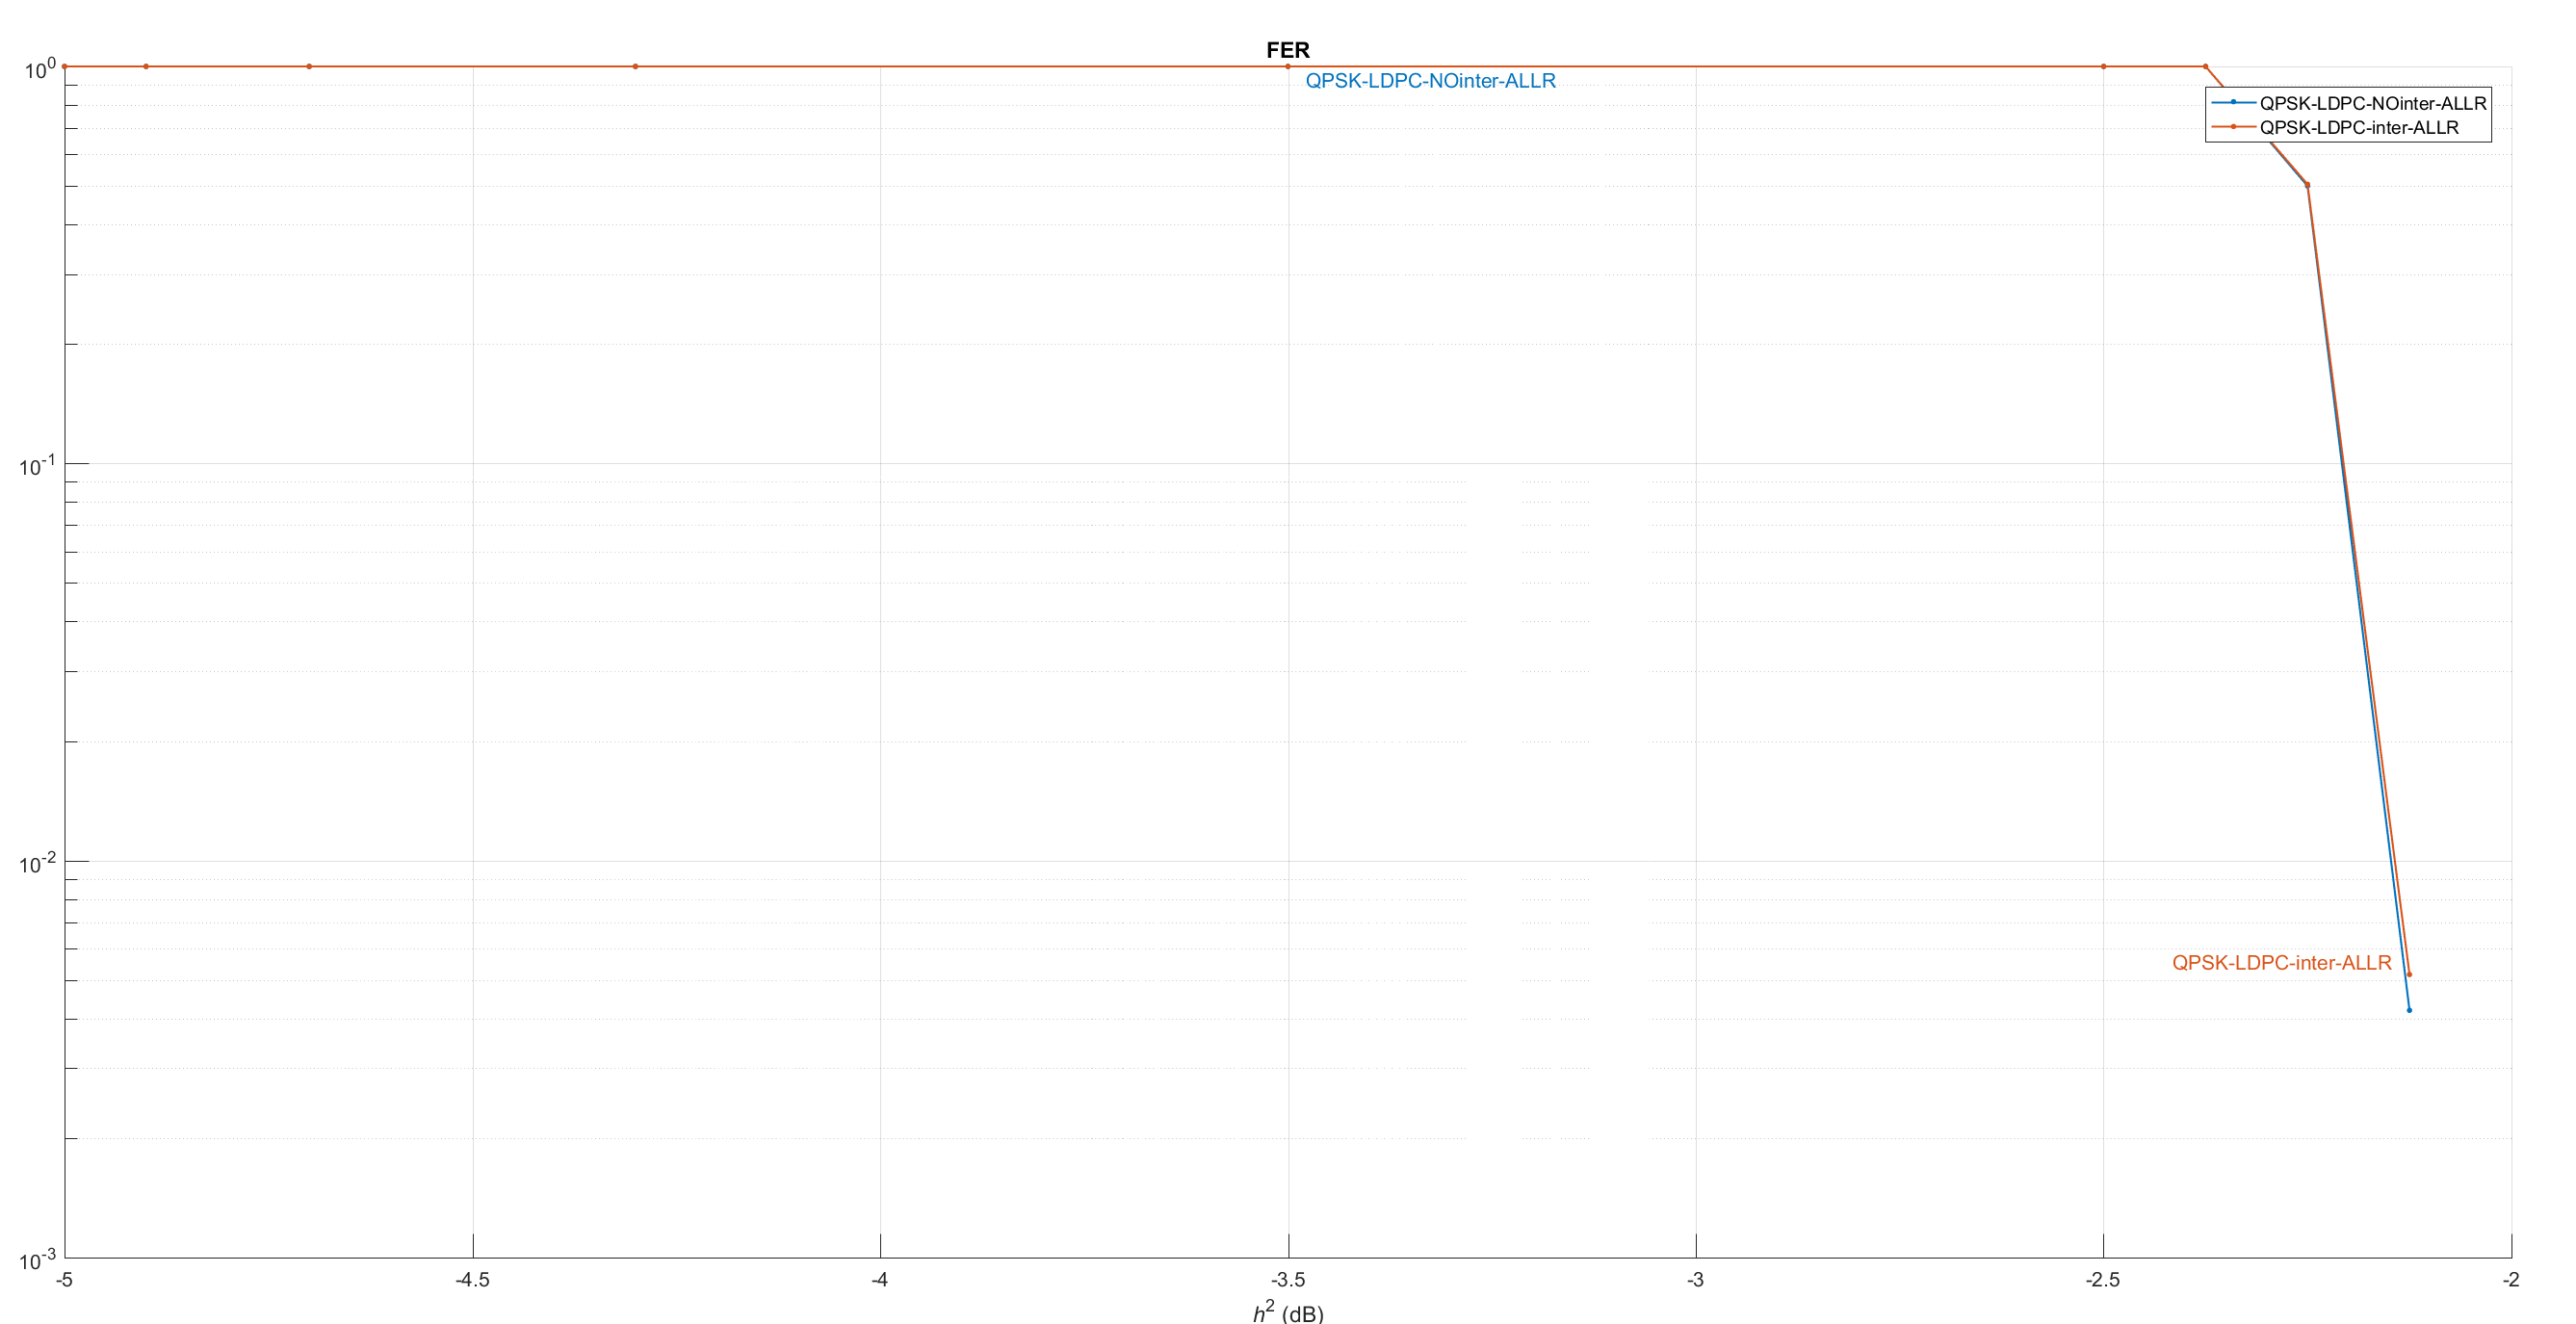 FER
10^0
10^-1
10^-2
10^-3
QPSK-LDPC-NOinter-ALLR
QPSK-LDPC-NOinter-ALLR
QPSK-LDPC-inter-ALLR
QPSK-LDPC-inter-ALLR
-5 -4.5 -4 -3.5 -3 -2.5 -2
h^2 (dB)